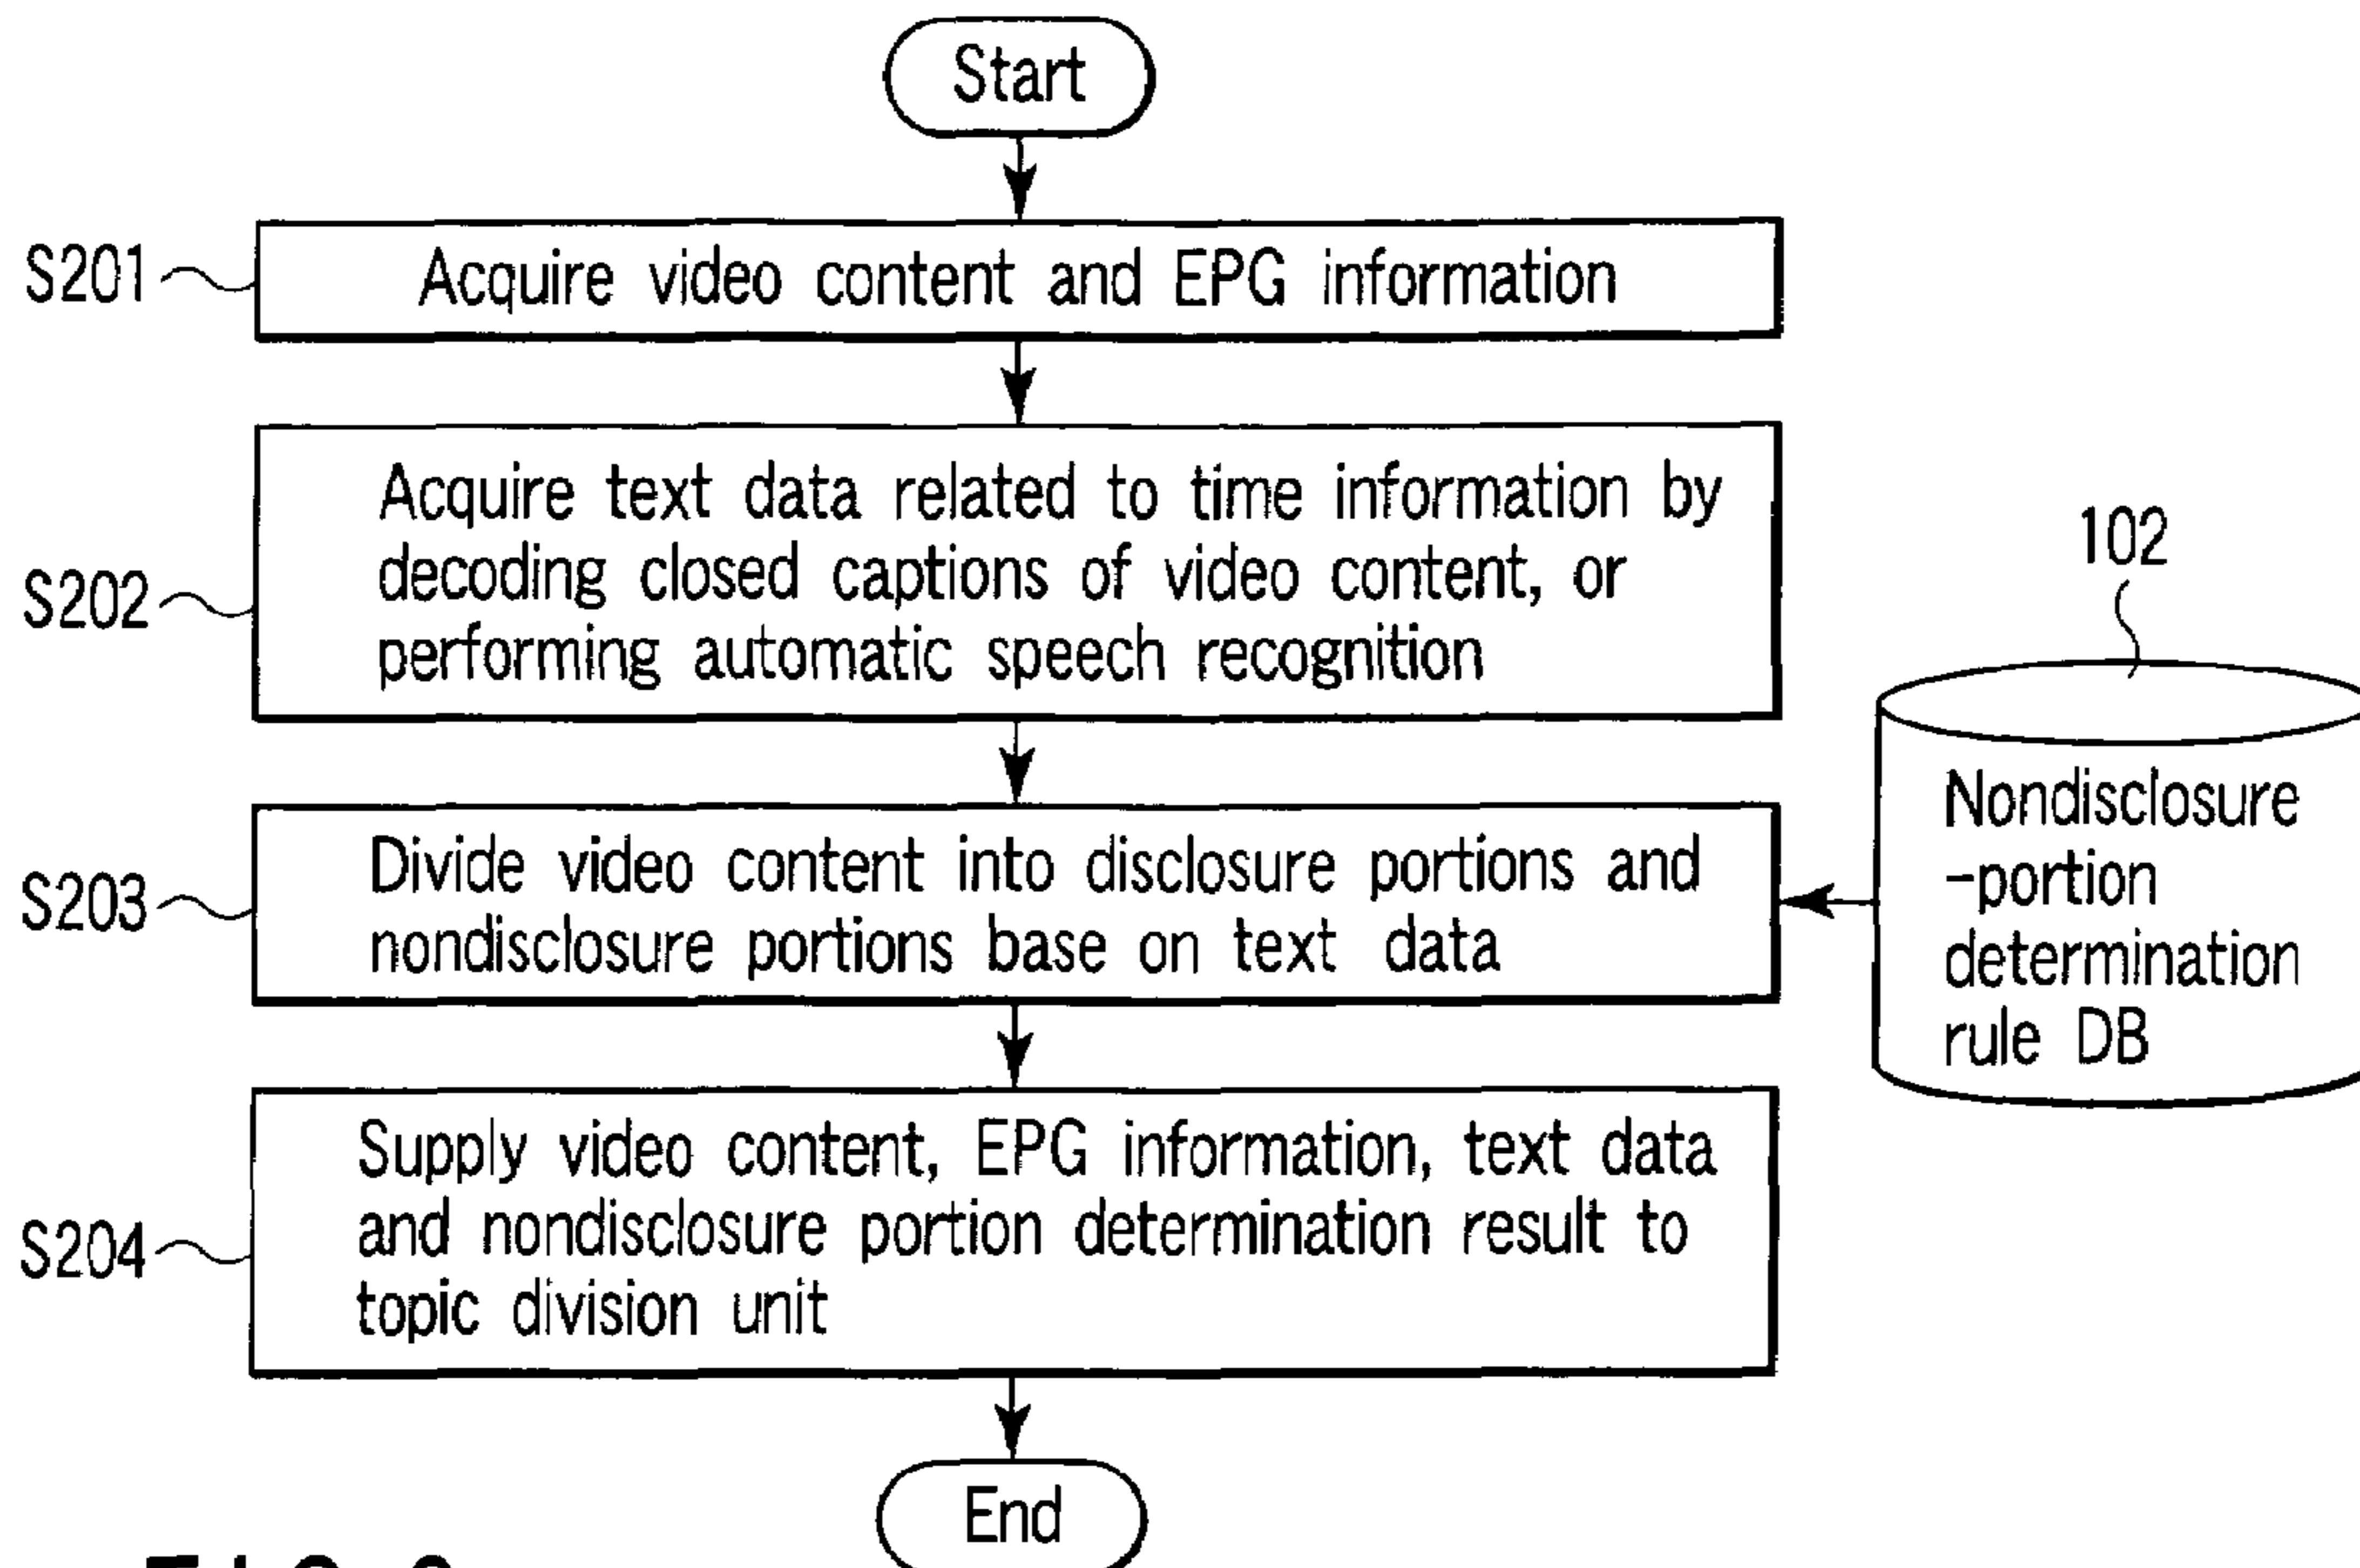 Start
S201
Acquire video content and EPG information
S202
Acquire text data related to time information by
decoding closed captions of video content, or
performing automatic speech recognition
102
Nondisclosure
-portion
determination
rule DB
S203
Divide video content into disclosure portions and
nondisclosure portions base on text data
S204
Supply video content, EPG information, text data
and nondisclosure portion determination result to
topic division unit
End